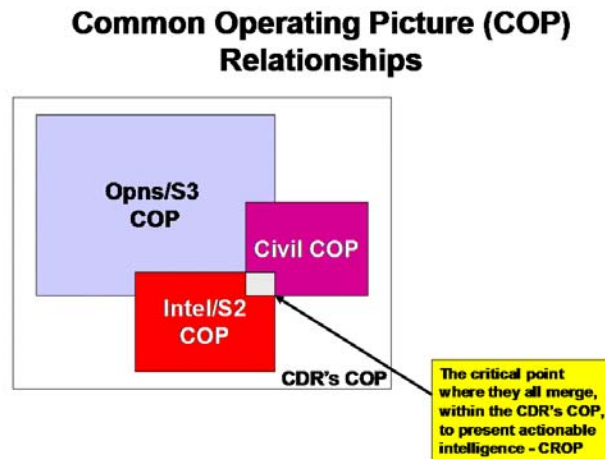 Common Operating Picture (COP)
Relationships
Opns/S3
COP
Civil COP
Intel/S2
COP
CDR's COP
The critical point
where they all merge,
within the CDR's COP,
to present actionable
intelligence - CROP